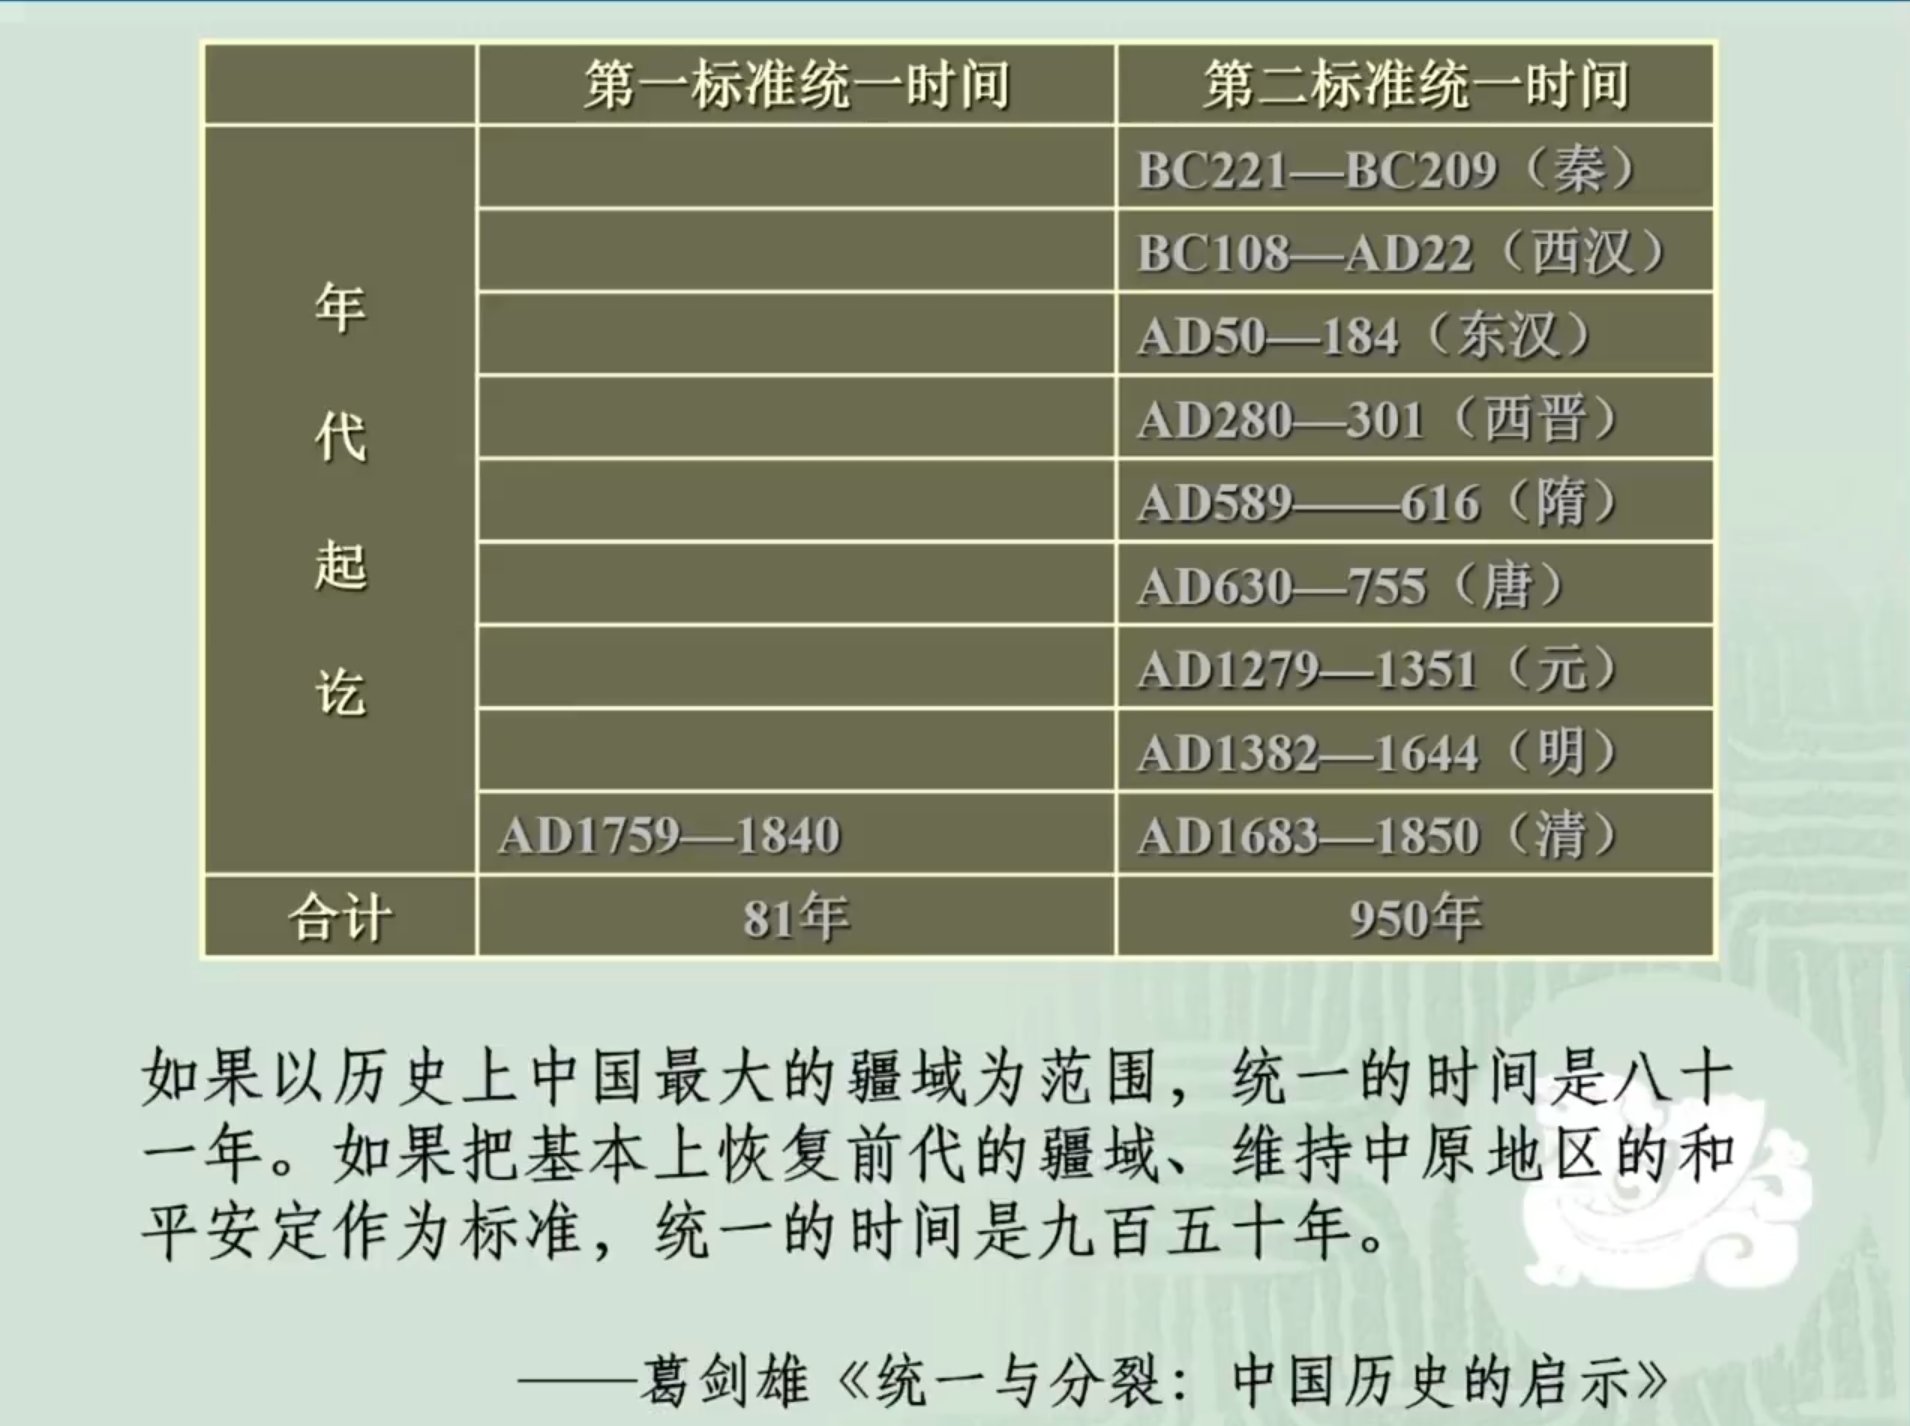 第一标准统一时间 第二标准统一时间
年代起讫
BC221—BC209（秦）
BC108—AD22（西汉）
AD50—184（东汉）
AD280—301（西晋）
AD589——616（隋）
AD630—755（唐）
AD1279—1351（元）
AD1382—1644（明）
AD1759—1840 AD1683—1850（清）
合计 81年 950年
如果以历史上中国最大的疆域为范围，统一的时间是八十
一年。如果把基本上恢复前代的疆域、维持中原地区的和
平安定作为标准，统一的时间是九百五十年。
——葛剑雄《统一与分裂：中国历史的启示》